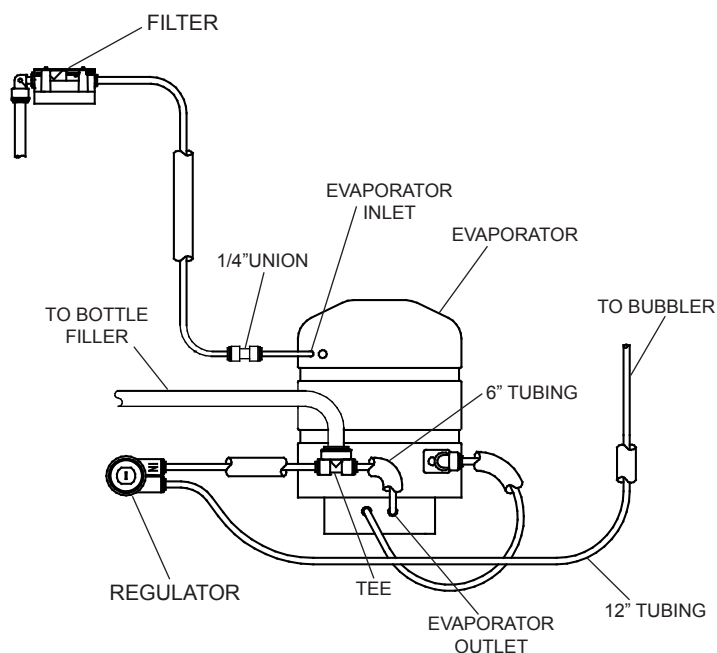 FILTER
EVAPORATOR
INLET
EVAPORATOR
1/4”UNION
TO BOTTLE
FILLER
TO BUBBLER
6” TUBING
IN
REGULATOR
TEE
EVAPORATOR
OUTLET
12” TUBING